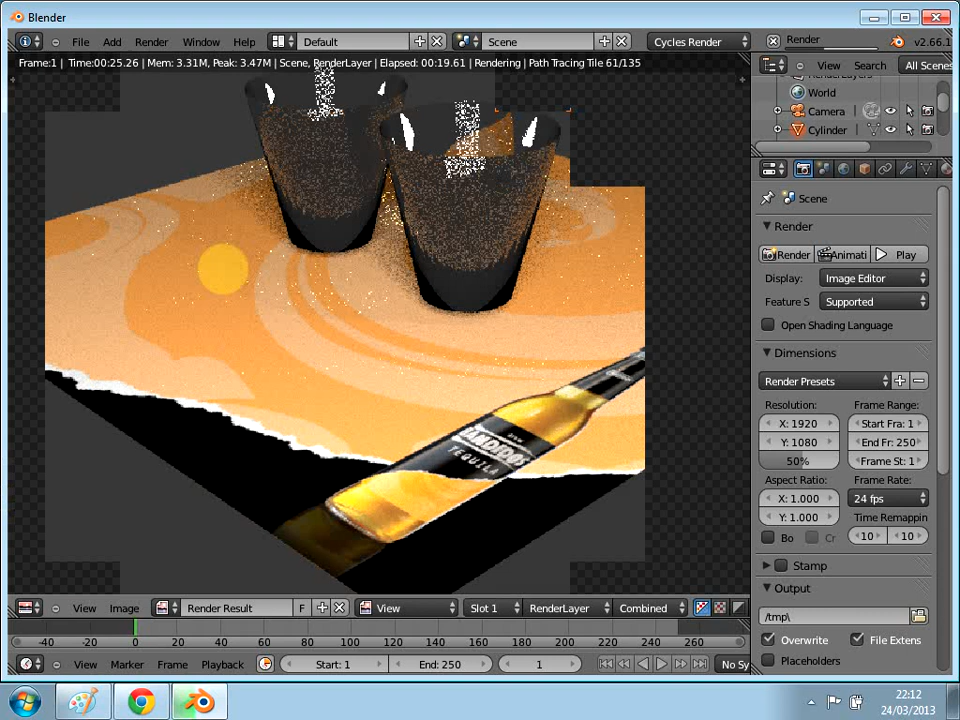 Blender
File Add Render Window Help Default Scene Cycles Render Render v2.66.1
Frame:1 | Time:00:25.26 | Mem: 3.31M, Peak: 3.47M | Scene, RenderLayer | Elapsed: 00:19.61 | Rendering | Path Tracing Tile 61/135
View Search All Scenes
RenderLayers
World
Camera
Cylinder
Scene
Render
Render Animati Play
Display: Image Editor
Feature S Supported
Open Shading Language
Dimensions
Render Presets
Resolution: Frame Range:
X: 1920 Start Fra: 1
Y: 1080 End Fr: 250
50% Frame St: 1
Aspect Ratio: Frame Rate:
X: 1.000 24 fps
Y: 1.000 Time Remappin
Bo Cr 10 10
Stamp
Output
/tmp\
Overwrite File Extens
Placeholders
TEQUILA
View Image Render Result F View Slot 1 RenderLayer Combined
-40 -20 0 20 40 60 80 100 120 140 160 180 200 220 240 260
View Marker Frame Playback Start: 1 End: 250 1 No Sy
22:12
24/03/2013